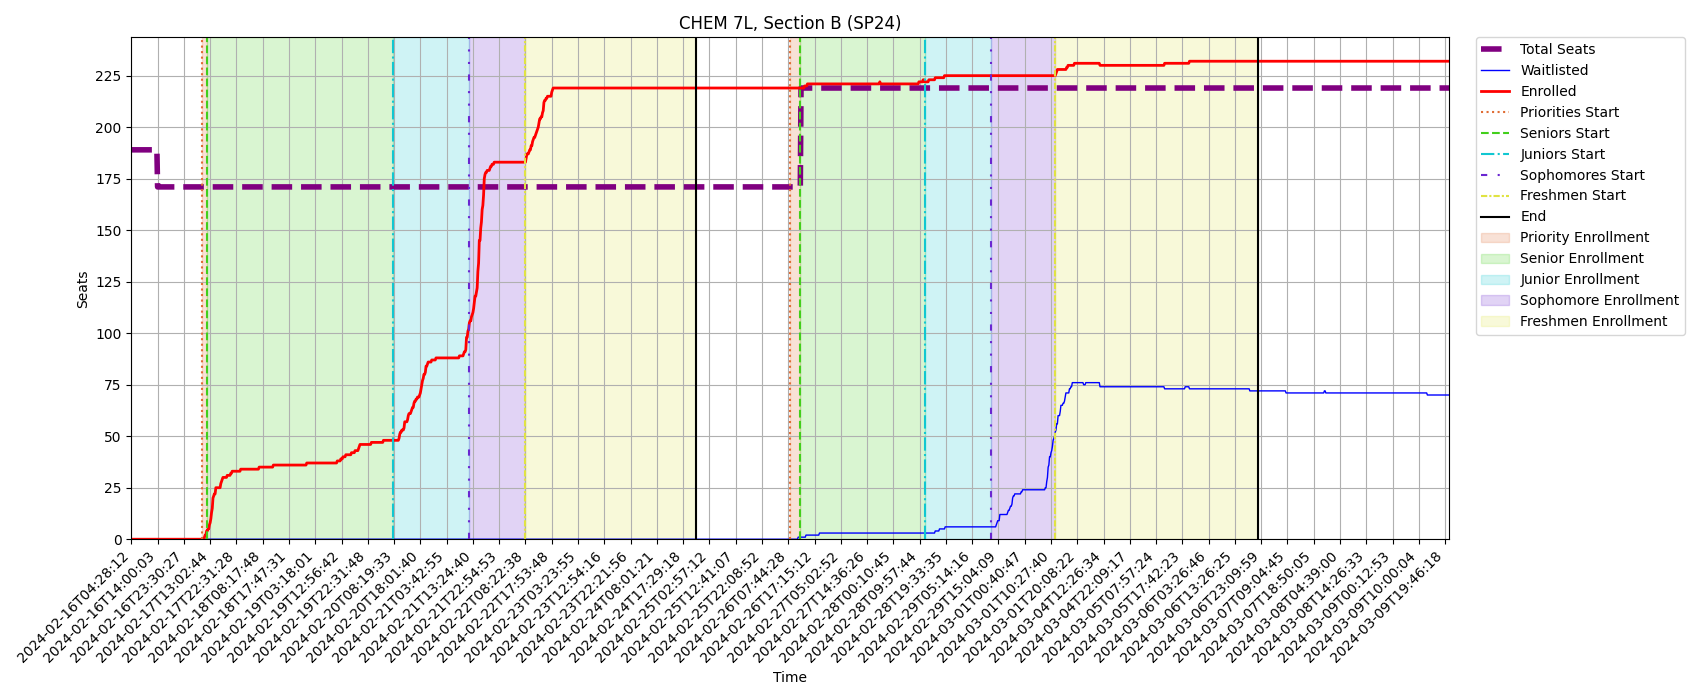 CHEM 7L, Section B (SP24)
Seats
225
200
175
150
125
100
75
50
25
0
2024-02-16T04:28:12
2024-02-16T14:00:03
2024-02-16T23:30:27
2024-02-17T13:02:44
2024-02-17T22:31:28
2024-02-18T08:17:48
2024-02-18T17:47:31
2024-02-19T03:18:01
2024-02-19T12:56:42
2024-02-19T22:31:48
2024-02-20T08:19:33
2024-02-20T18:01:40
2024-02-21T03:42:55
2024-02-21T13:24:40
2024-02-21T22:54:53
2024-02-22T08:22:38
2024-02-22T17:53:48
2024-02-23T03:23:55
2024-02-23T12:54:16
2024-02-23T22:21:56
2024-02-24T08:01:21
2024-02-24T17:29:18
2024-02-25T02:57:12
2024-02-25T12:41:07
2024-02-25T22:08:52
2024-02-26T07:44:28
2024-02-26T17:15:12
2024-02-27T05:02:52
2024-02-27T14:36:26
2024-02-28T00:10:45
2024-02-28T09:57:44
2024-02-28T19:33:35
2024-02-29T05:14:16
2024-02-29T15:04:09
2024-03-01T00:40:47
2024-03-01T10:27:40
2024-03-01T20:08:22
2024-03-04T12:26:34
2024-03-04T22:09:17
2024-03-05T07:57:24
2024-03-05T17:42:23
2024-03-06T03:26:46
2024-03-06T13:26:25
2024-03-06T23:09:59
2024-03-07T09:04:45
2024-03-07T18:50:05
2024-03-08T04:39:00
2024-03-08T14:26:33
2024-03-09T00:12:53
2024-03-09T10:00:04
2024-03-09T19:46:18
Time
Total Seats
Waitlisted
Enrolled
Priorities Start
Seniors Start
Juniors Start
Sophomores Start
Freshmen Start
End
Priority Enrollment
Senior Enrollment
Junior Enrollment
Sophomore Enrollment
Freshmen Enrollment